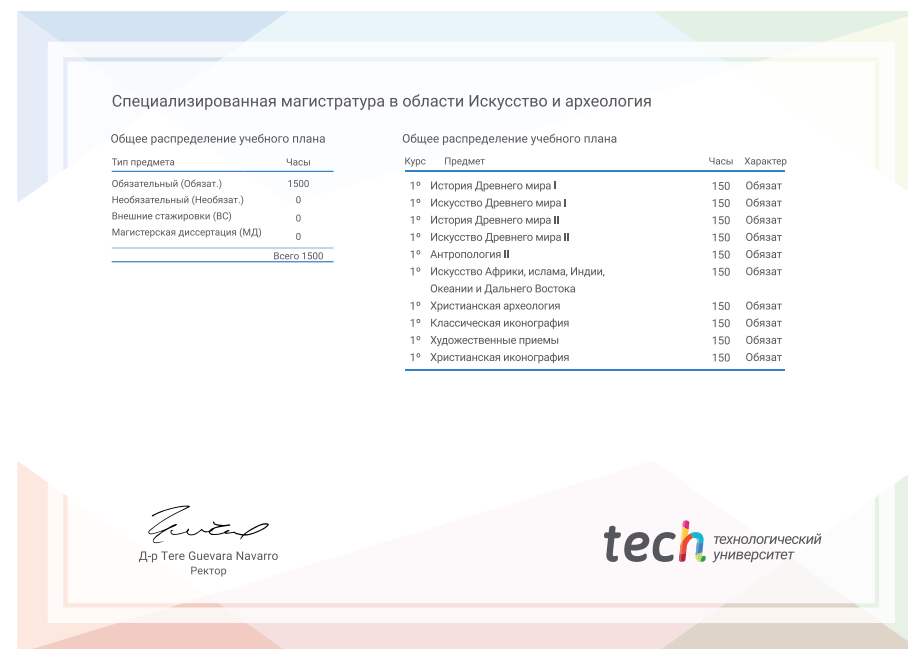 Специализированная магистратура в области Искусство и археология
Общее распределение учебного плана
Тип предмета Часы
Обязательный (Обязат.) 1500
Необязательный (Необязат.) 0
Внешние стажировки (ВС) 0
Магистерская диссертация (МД) 0
Всего 1500
Общее распределение учебного плана
Курс Предмет Часы Характер
1º История Древнего мира I 150 Обязат
1º Искусство Древнего мира I 150 Обязат
1º История Древнего мира II 150 Обязат
1º Искусство Древнего мира II 150 Обязат
1º Антропология II 150 Обязат
1º Искусство Африки, ислама, Индии, 150 Обязат
Океании и Дальнего Востока
1º Христианская археология 150 Обязат
1º Классическая иконография 150 Обязат
1º Художественные приемы 150 Обязат
1º Христианская иконография 150 Обязат
Д-р Tere Guevara Navarro
Ректор
tech технологический
университет